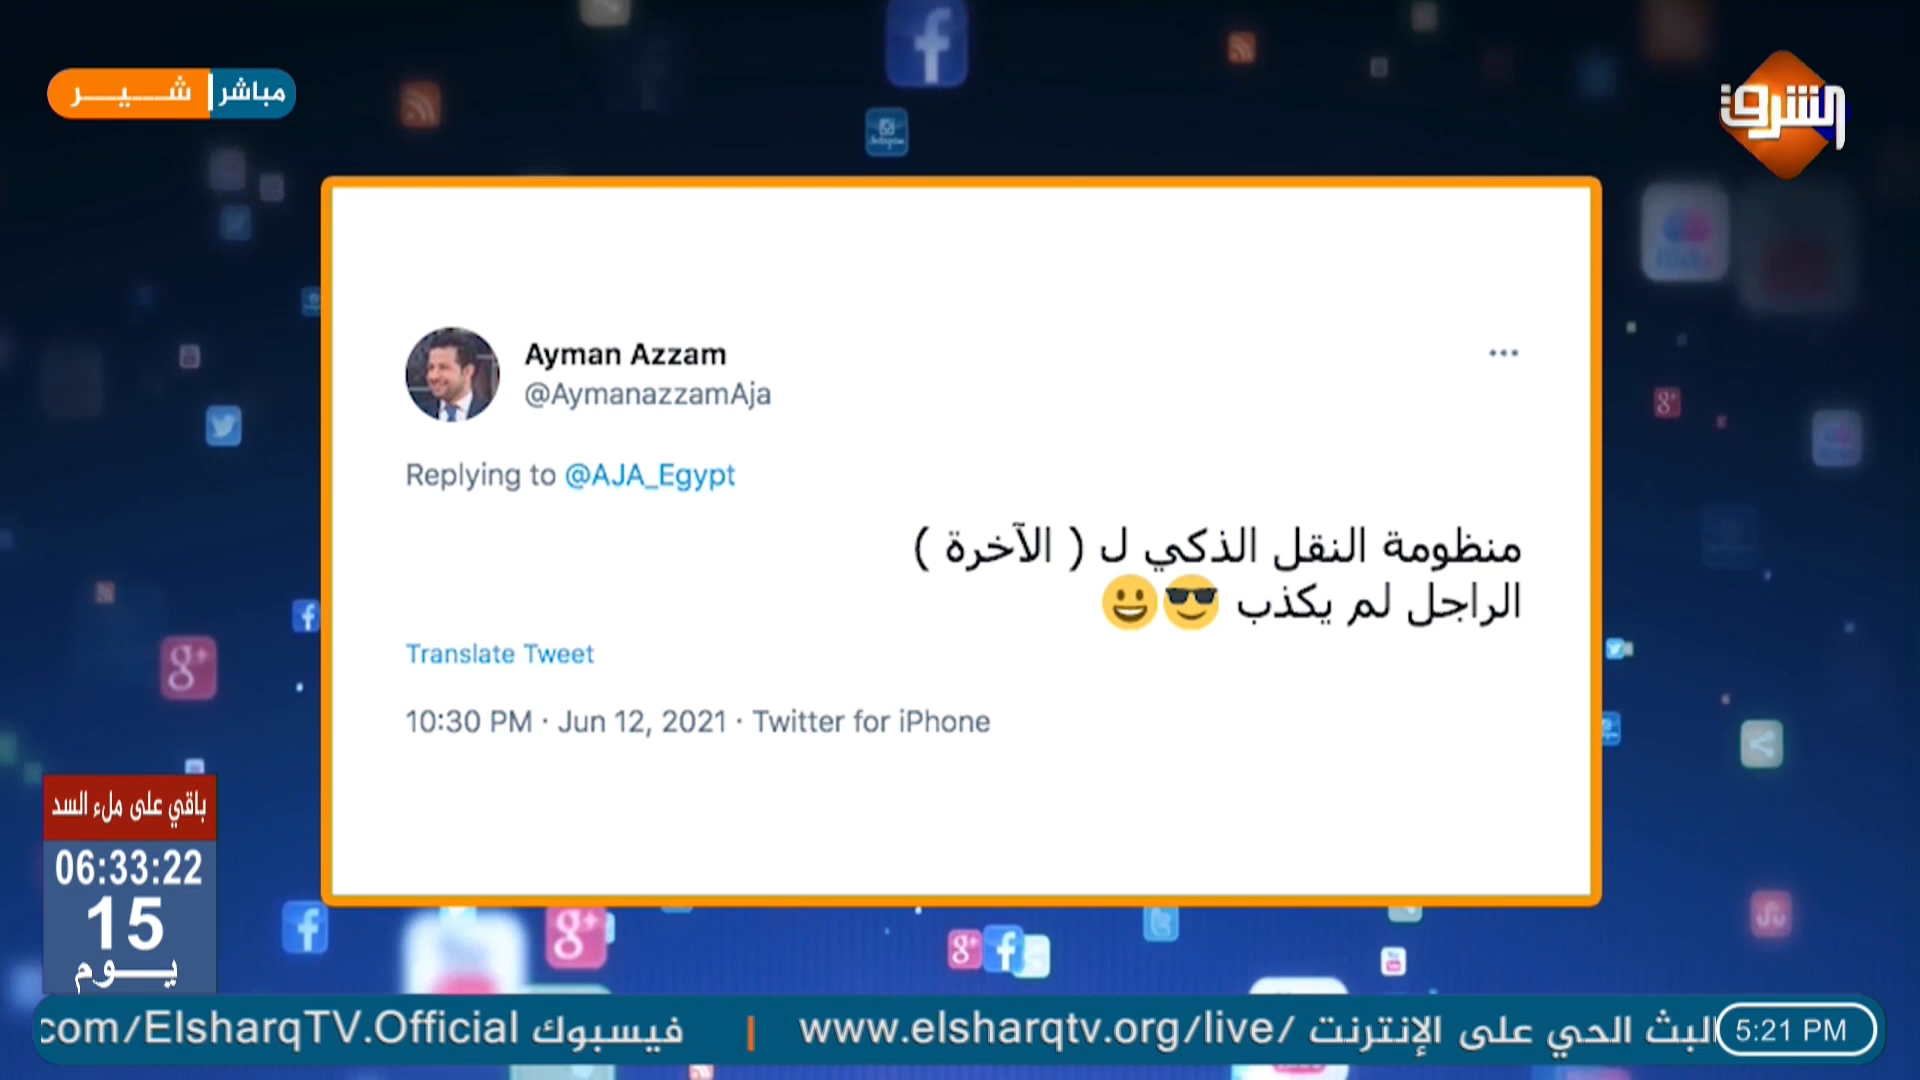 شير
مباشر
الشرق
Ayman Azzam
@AymanazzamAja
Replying to @AJA_Egypt
منظومة النقل الذكي ل ( الآخرة )
الراجل لم يكذب 😎😀
Translate Tweet
10:30 PM · Jun 12, 2021 · Twitter for iPhone
باقي على ملء السد
06:33:22
15
يوم
البث الحي على الإنترنت www.elsharqtv.org/live/ | فيسبوك com/ElsharqTV.Official
5:21 PM